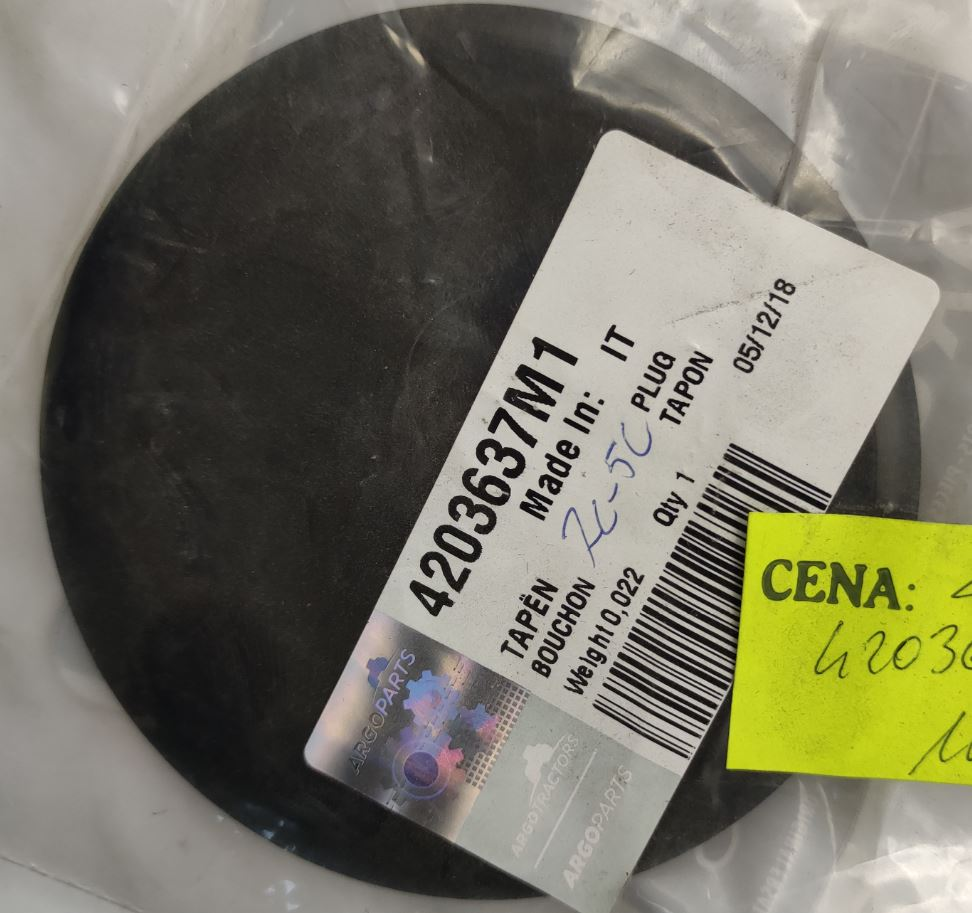 4203637M1
Made In: IT
TAPËN PLUG
BOUCHON TAPON
Weight 0,022 Qty 1 05/12/18
ARGOPARTS
ARGOTRACTORS
ARGOPARTS
CENA: